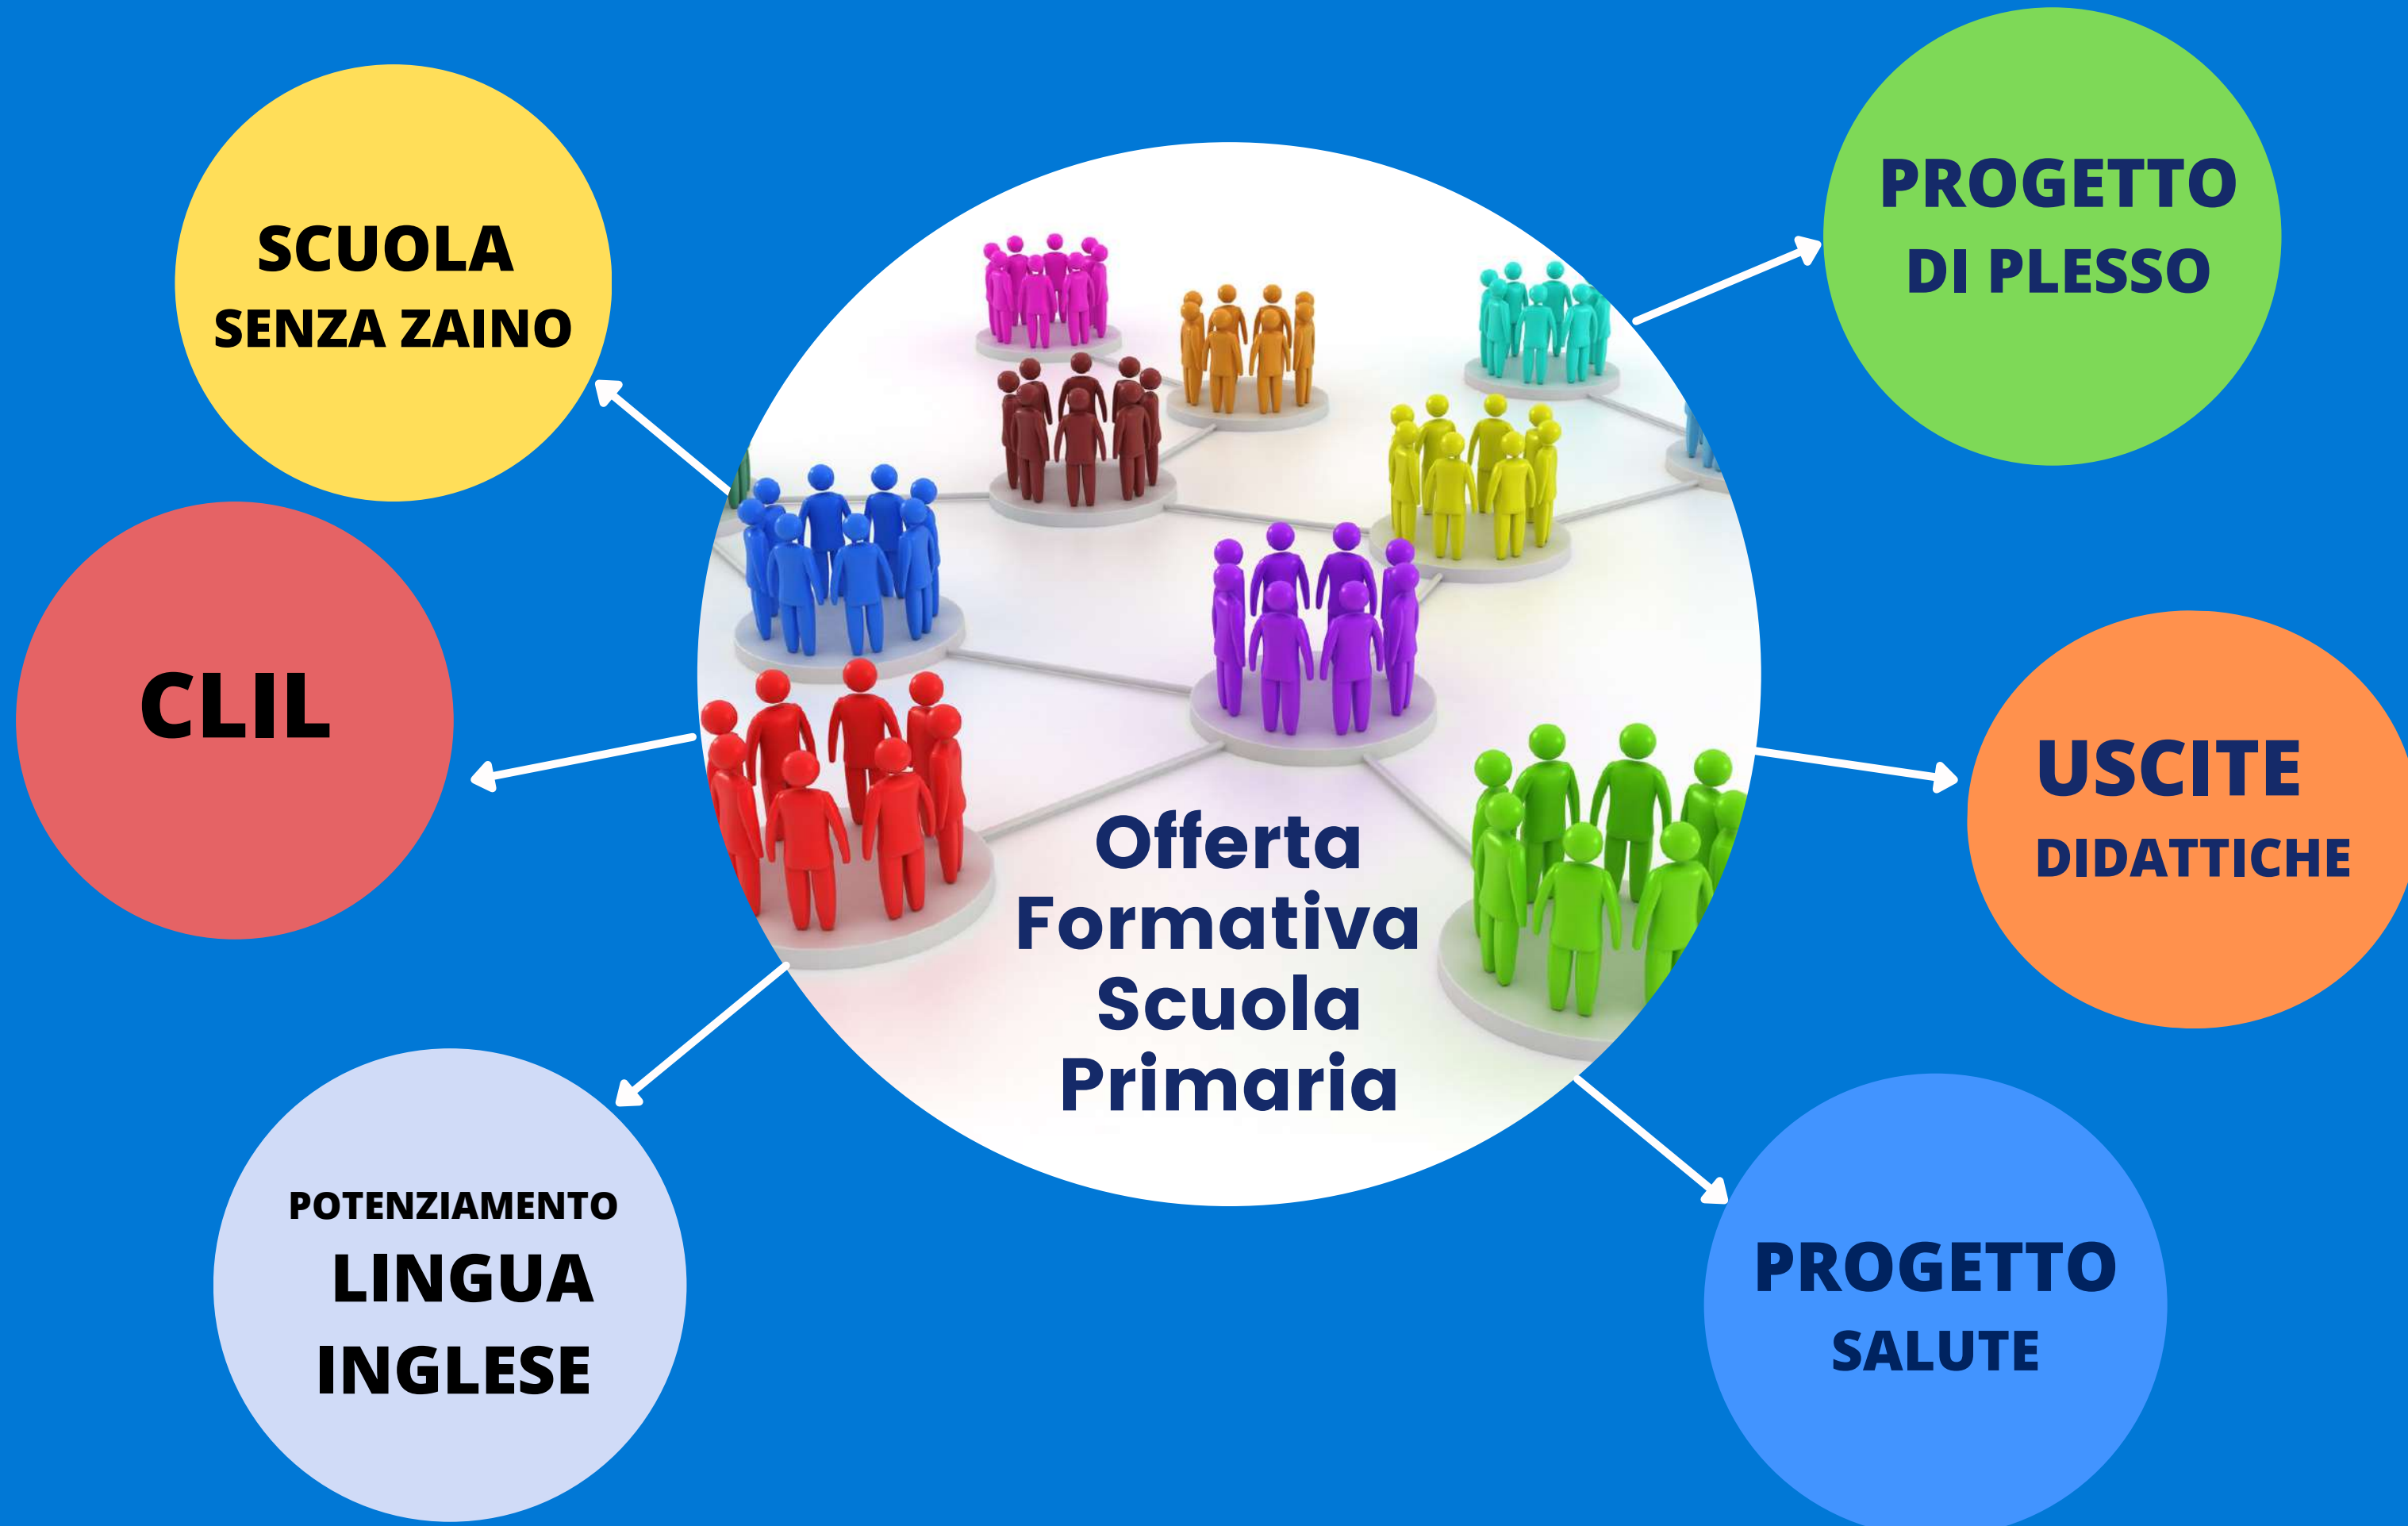 SCUOLA
SENZA ZAINO
CLIL
POTENZIAMENTO
LINGUA
INGLESE
Offerta
Formativa
Scuola
Primaria
PROGETTO
DI PLESSO
USCITE
DIDATTICHE
PROGETTO
SALUTE